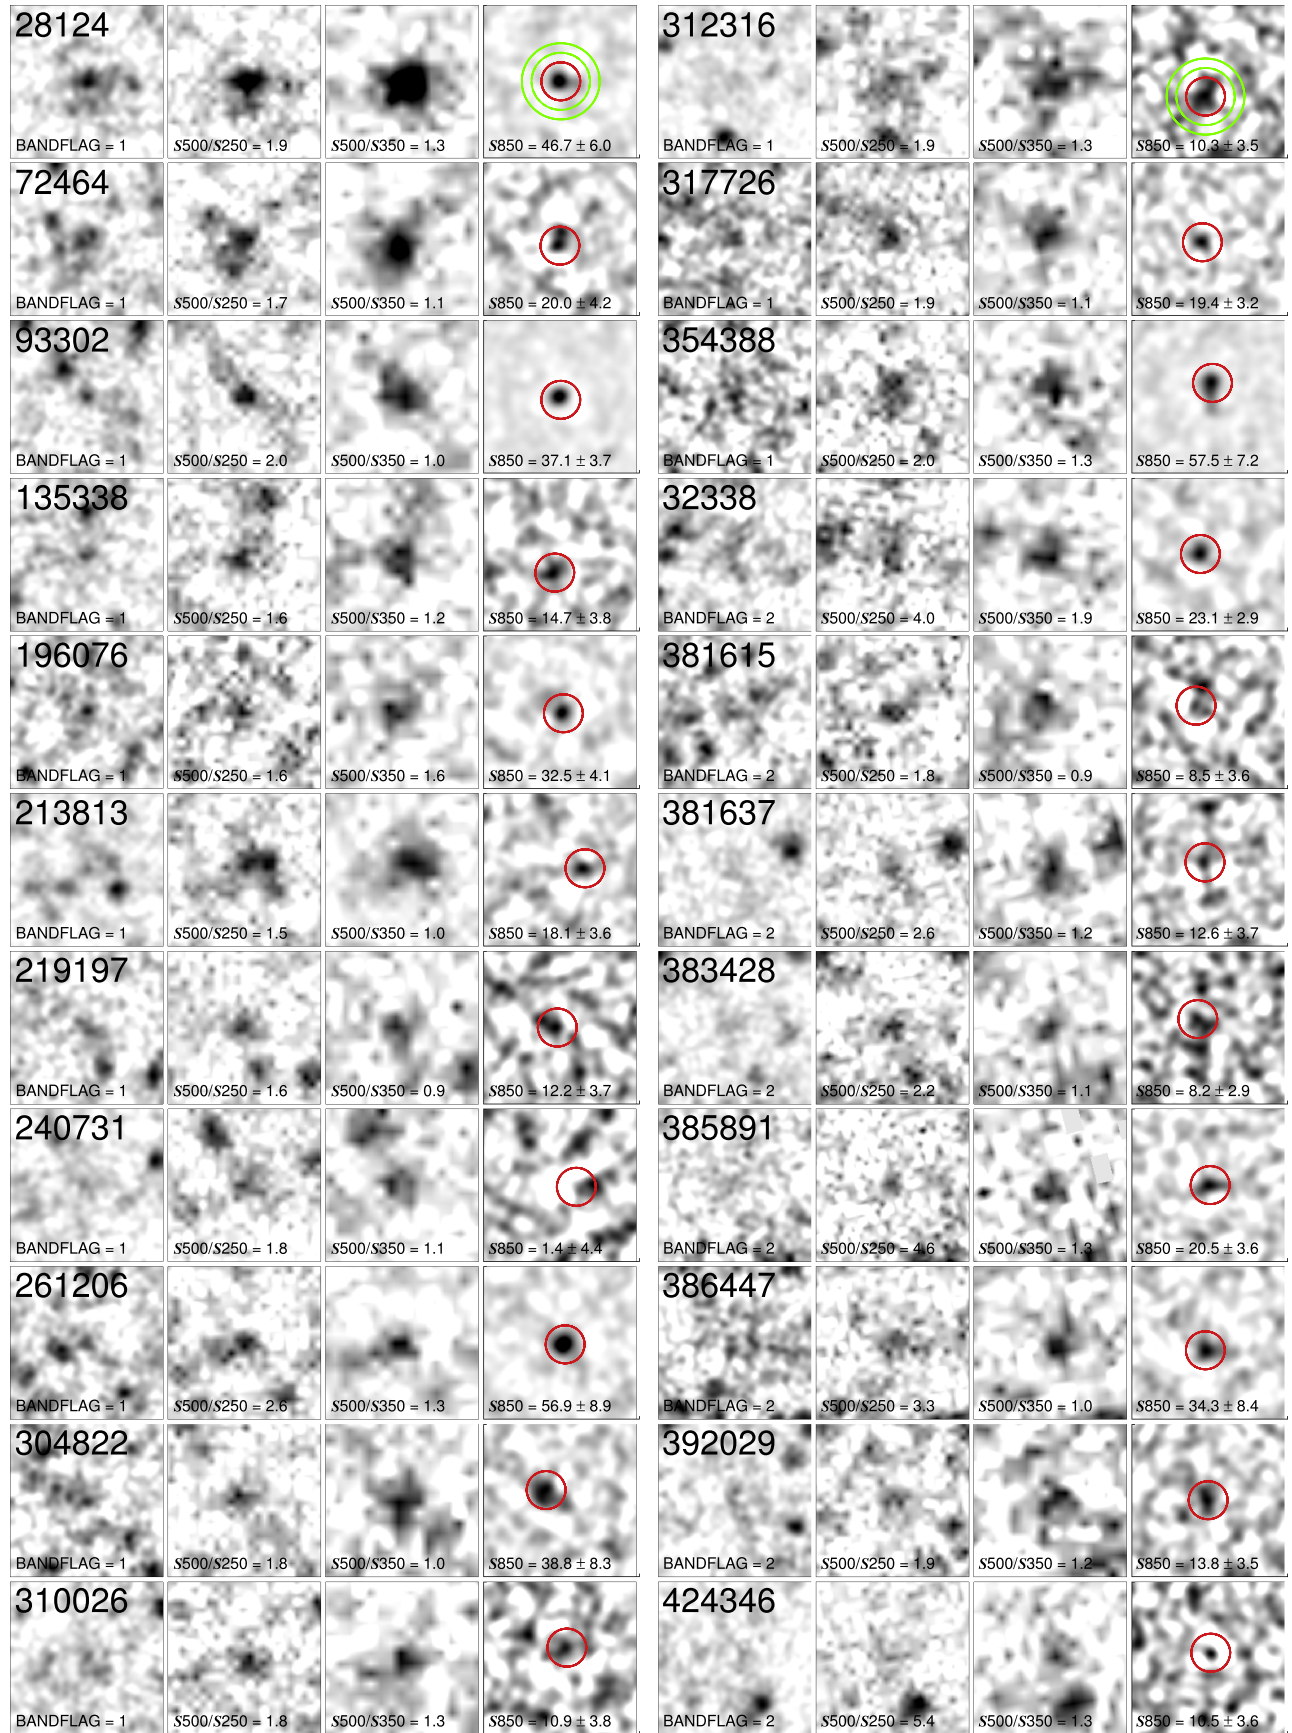 28124
BANDFLAG = 1
S500/S250 = 1.9
S500/S350 = 1.3
S850 = 46.7 ± 6.0
312316
BANDFLAG = 1
S500/S250 = 1.9
S500/S350 = 1.3
S850 = 10.3 ± 3.5
72464
BANDFLAG = 1
S500/S250 = 1.7
S500/S350 = 1.1
S850 = 20.0 ± 4.2
317726
BANDFLAG = 1
S500/S250 = 1.9
S500/S350 = 1.1
S850 = 19.4 ± 3.2
93302
BANDFLAG = 1
S500/S250 = 2.0
S500/S350 = 1.0
S850 = 37.1 ± 3.7
354388
BANDFLAG = 1
S500/S250 = 2.0
S500/S350 = 1.3
S850 = 57.5 ± 7.2
135338
BANDFLAG = 1
S500/S250 = 1.6
S500/S350 = 1.2
S850 = 14.7 ± 3.8
32338
BANDFLAG = 2
S500/S250 = 4.0
S500/S350 = 1.9
S850 = 23.1 ± 2.9
196076
BANDFLAG = 1
S500/S250 = 1.6
S500/S350 = 1.6
S850 = 32.5 ± 4.1
381615
BANDFLAG = 2
S500/S250 = 1.8
S500/S350 = 0.9
S850 = 8.5 ± 3.6
213813
BANDFLAG = 1
S500/S250 = 1.5
S500/S350 = 1.0
S850 = 18.1 ± 3.6
381637
BANDFLAG = 2
S500/S250 = 2.6
S500/S350 = 1.2
S850 = 12.6 ± 3.7
219197
BANDFLAG = 1
S500/S250 = 1.6
S500/S350 = 0.9
S850 = 12.2 ± 3.7
383428
BANDFLAG = 2
S500/S250 = 2.2
S500/S350 = 1.1
S850 = 8.2 ± 2.9
240731
BANDFLAG = 1
S500/S250 = 1.8
S500/S350 = 1.1
S850 = 1.4 ± 4.4
385891
BANDFLAG = 2
S500/S250 = 4.6
S500/S350 = 1.3
S850 = 20.5 ± 3.6
261206
BANDFLAG = 1
S500/S250 = 2.6
S500/S350 = 1.3
S850 = 56.9 ± 8.9
386447
BANDFLAG = 2
S500/S250 = 3.3
S500/S350 = 1.0
S850 = 34.3 ± 8.4
304822
BANDFLAG = 1
S500/S250 = 1.8
S500/S350 = 1.0
S850 = 38.8 ± 8.3
392029
BANDFLAG = 2
S500/S250 = 1.9
S500/S350 = 1.2
S850 = 13.8 ± 3.5
310026
BANDFLAG = 1
S500/S250 = 1.8
S500/S350 = 1.3
S850 = 10.9 ± 3.8
424346
BANDFLAG = 2
S500/S250 = 5.4
S500/S350 = 1.3
S850 = 10.5 ± 3.6